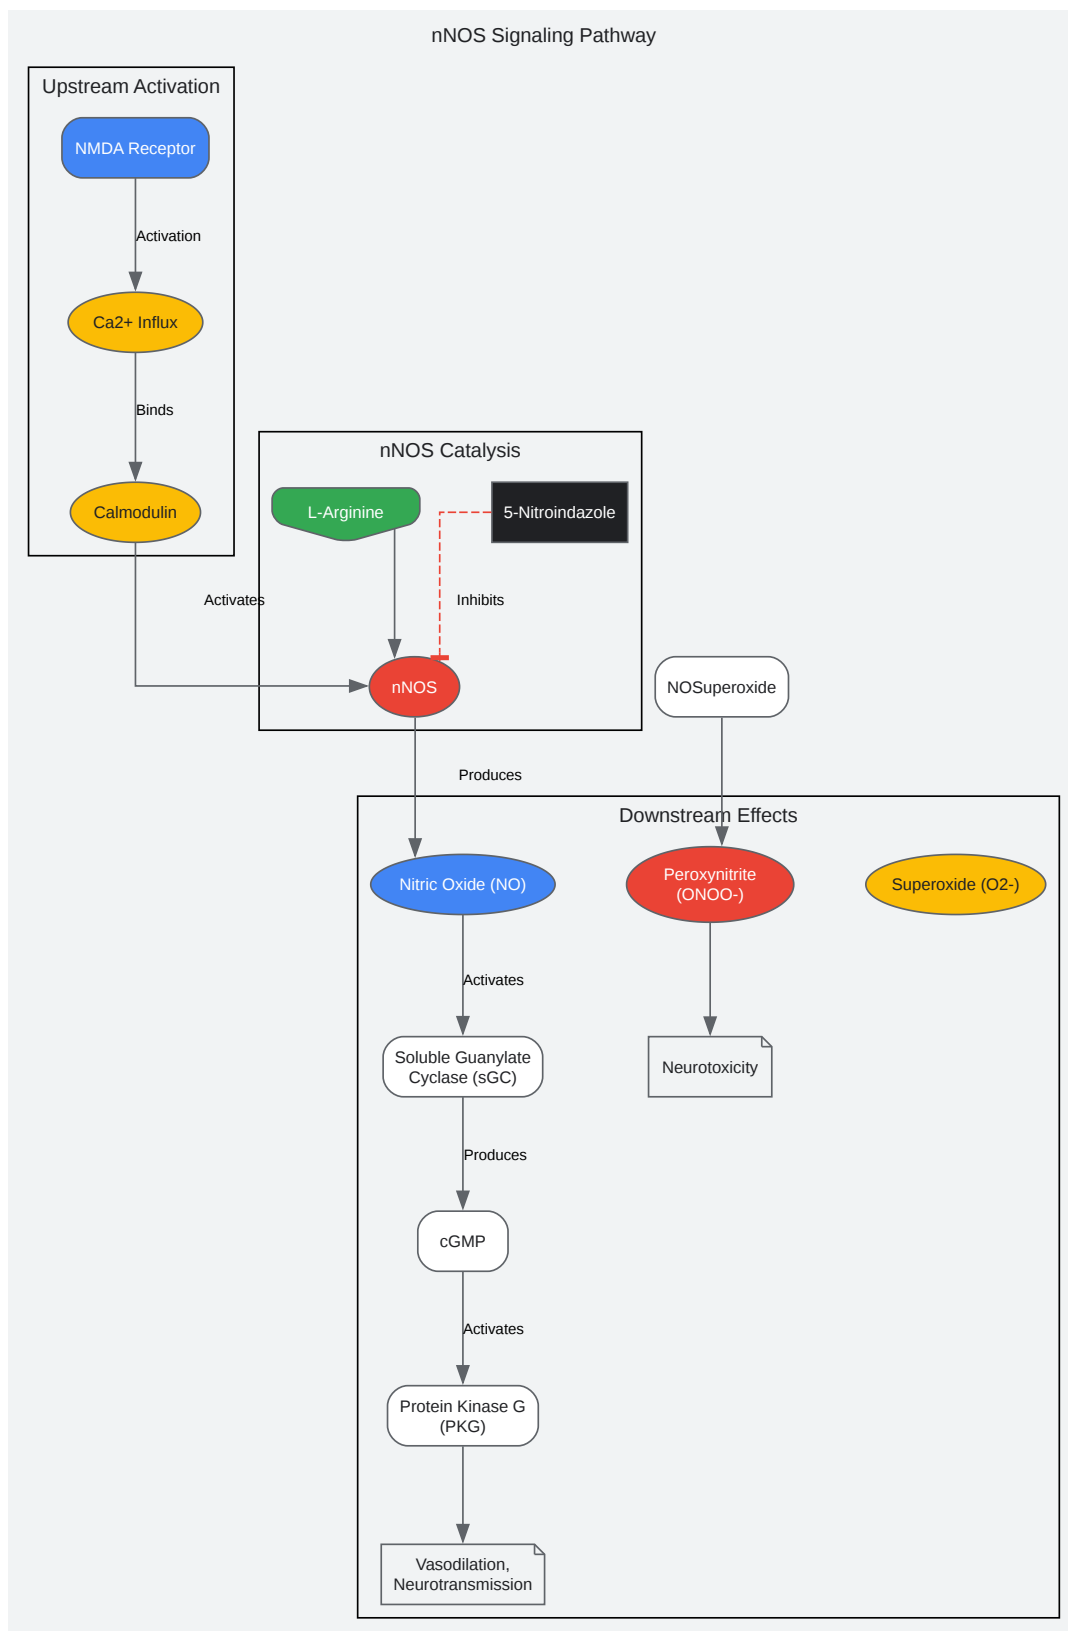 nNOS Signaling Pathway
Upstream Activation
NMDA Receptor
Activation
Ca2+ Influx
Binds
Calmodulin
Activates
nNOS Catalysis
L-Arginine
5-Nitroindazole
Inhibits
nNOS
NOSuperoxide
Produces
Downstream Effects
Nitric Oxide (NO)
Peroxynitrite
(ONOO-)
Superoxide (O2-)
Activates
Soluble Guanylate
Cyclase (sGC)
Neurotoxicity
Produces
cGMP
Activates
Protein Kinase G
(PKG)
Vasodilation,
Neurotransmission